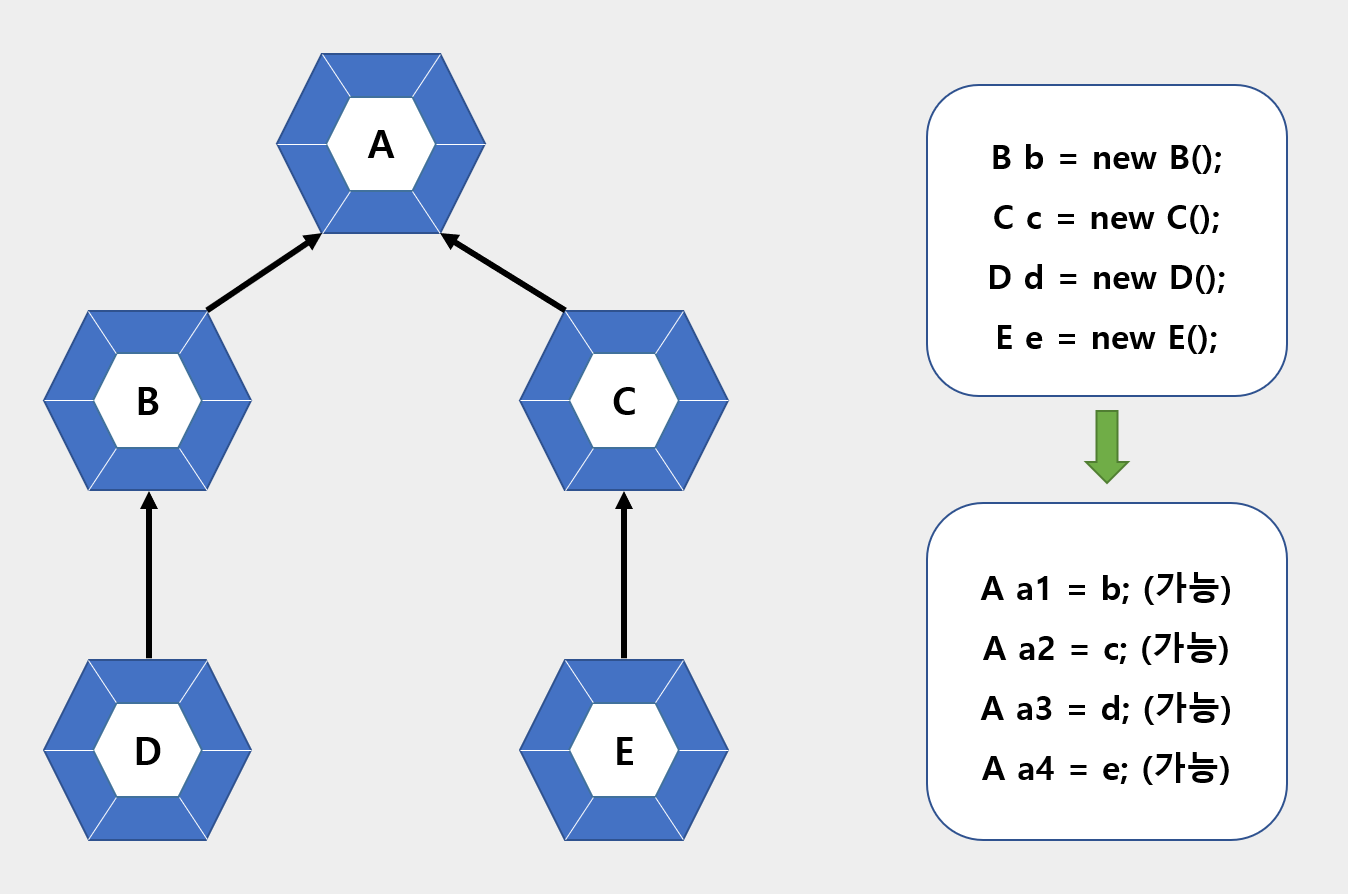 A
B
C
D
E
B b = new B();
C c = new C();
D d = new D();
E e = new E();
A a1 = b; (가능)
A a2 = c; (가능)
A a3 = d; (가능)
A a4 = e; (가능)